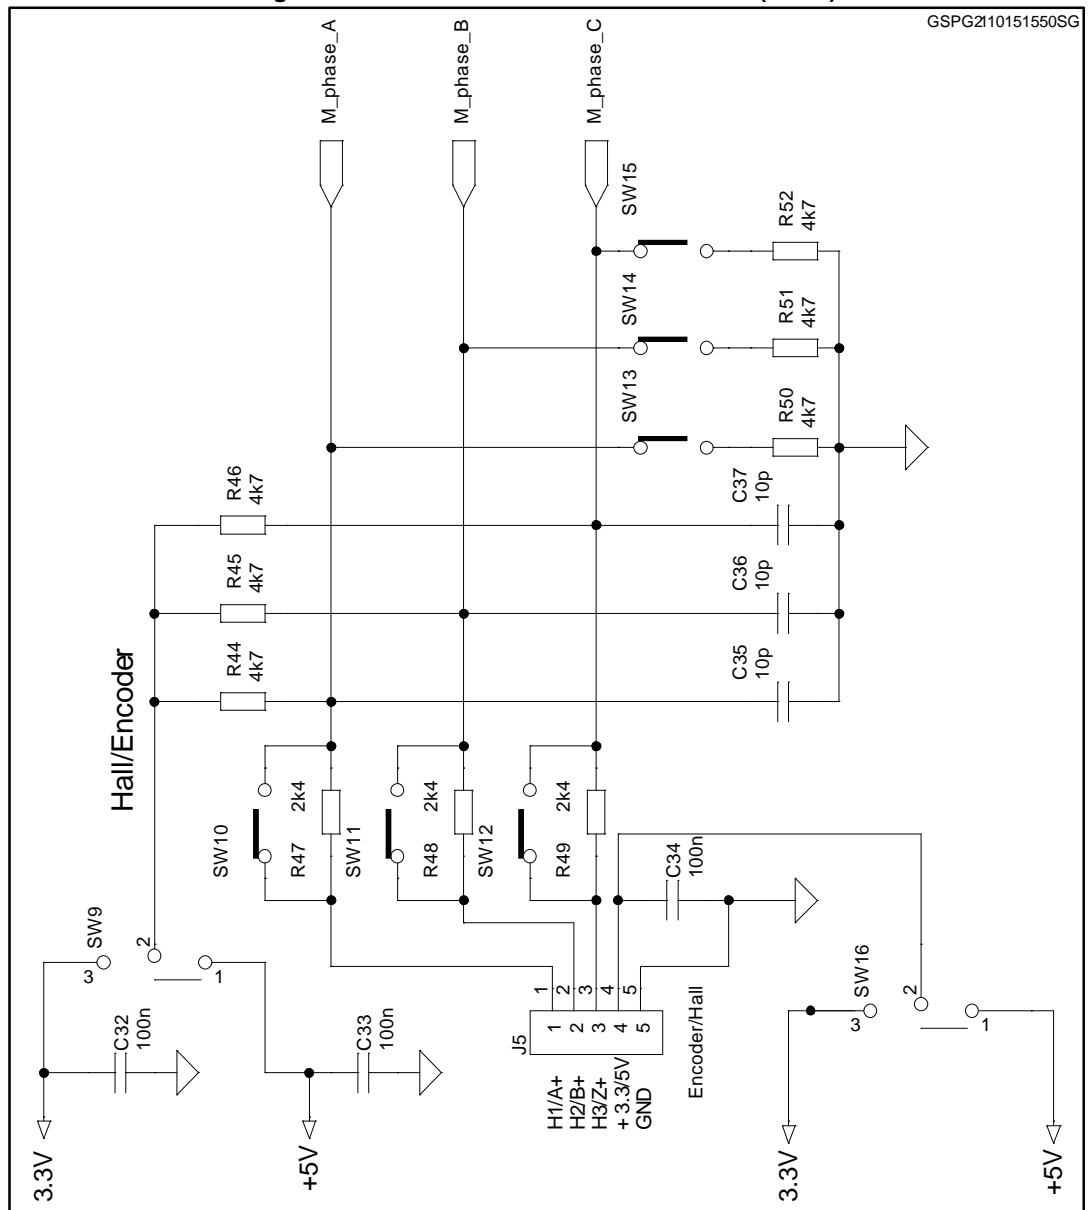 GSPG2110151550SG
M_phase_A
M_phase_B
M_phase_C
SW15
R52
4k7
SW14
R51
4k7
SW13
R50
4k7
R46
4k7
C37
10p
R45
4k7
C36
10p
R44
4k7
C35
10p
Hall/Encoder
SW10
R47
2k4
SW11
R48
2k4
SW12
R49
2k4
C34
100n
SW9
3
2
1
C32
100n
C33
100n
J5
1
2
3
4
5
1
2
3
4
5
H1/A+
H2/B+
H3/Z+
+ 3.3/5V
GND
Encoder/Hall
SW16
3
2
1
3.3V
+5V
3.3V
+5V